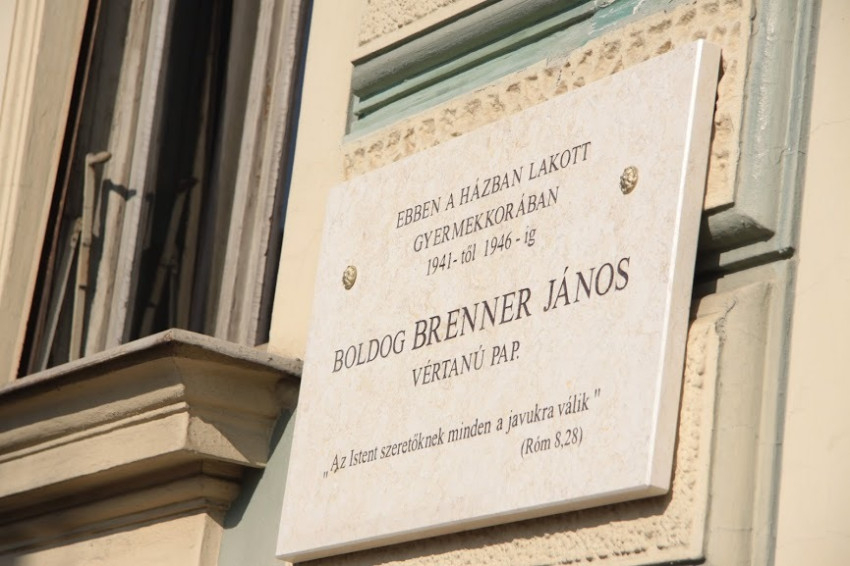 EBBEN A HÁZBAN LAKOTT
GYERMEKKORÁBAN
1941- től 1946 - ig
BOLDOG BRENNER JÁNOS
VÉRTANÚ PAP.
„Az Istent szeretőknek minden a javukra válik"
(Róm 8,28)